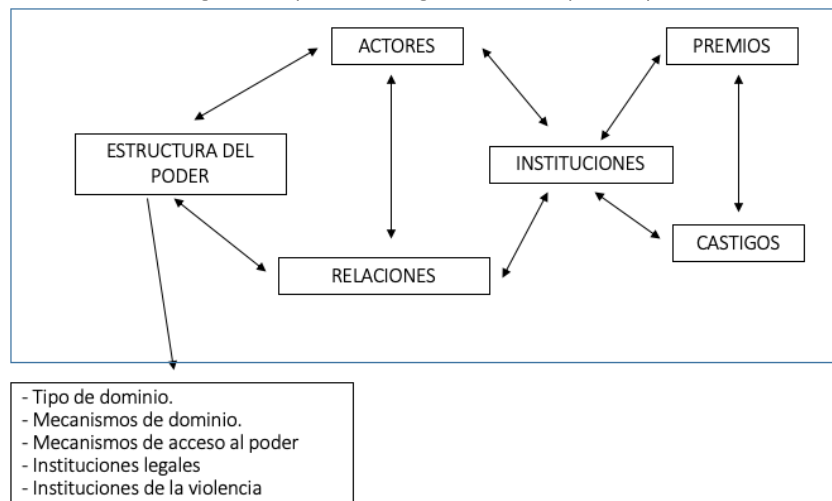 ACTORES
PREMIOS
ESTRUCTURA DEL
PODER
INSTITUCIONES
CASTIGOS
RELACIONES
- Tipo de dominio.
- Mecanismos de dominio.
- Mecanismos de acceso al poder
- Instituciones legales
- Instituciones de la violencia